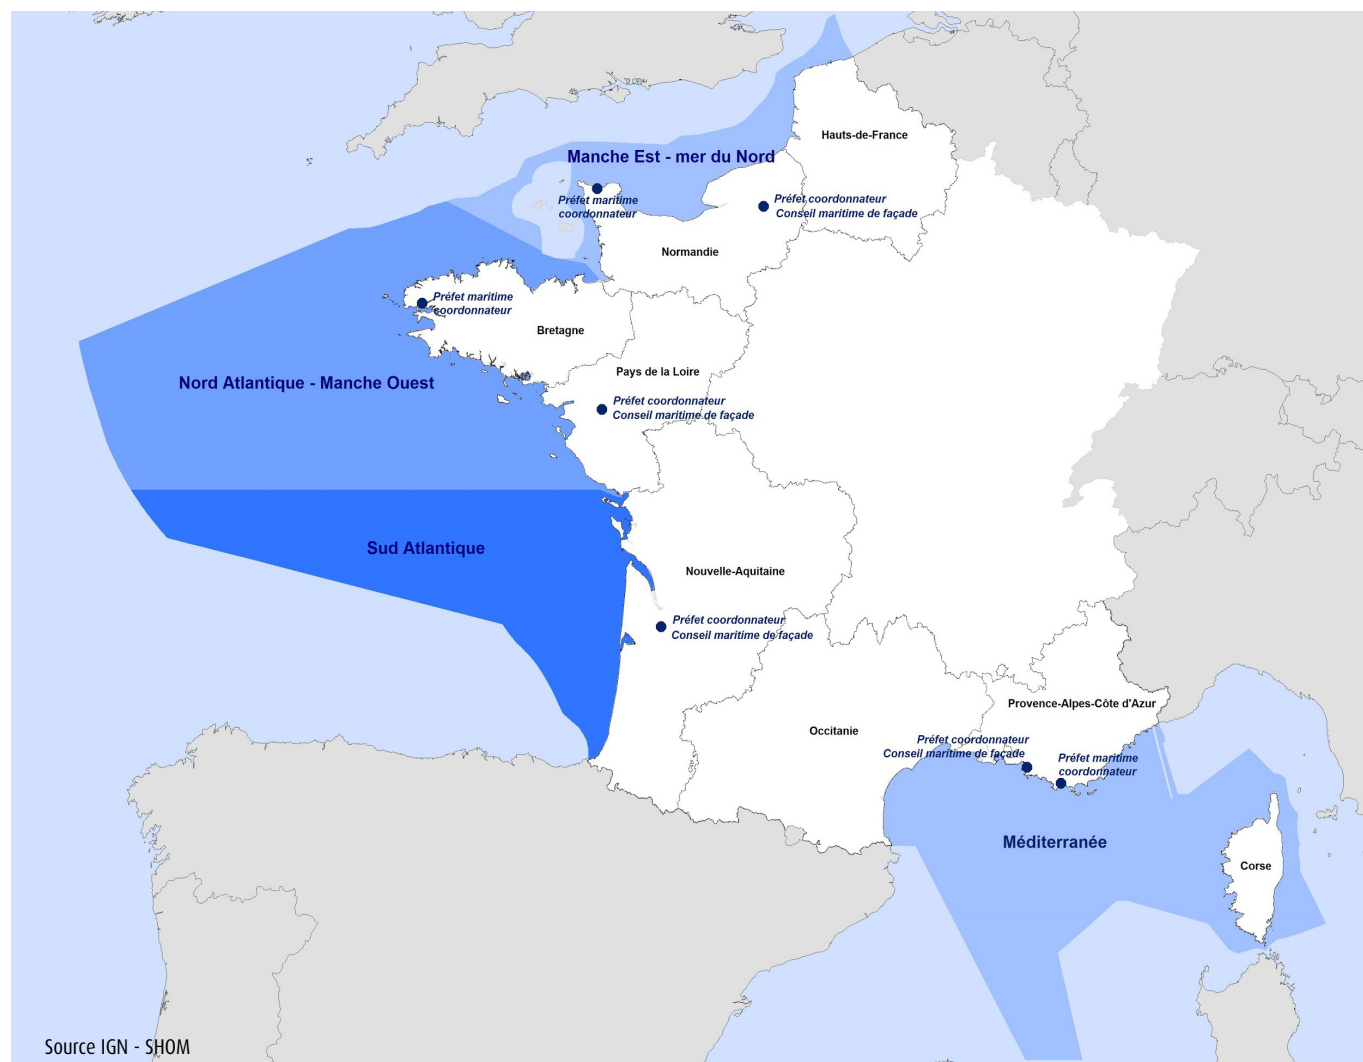 Hauts-de-France
Manche Est - mer du Nord
Préfet maritime
coordonnateur
Préfet coordonnateur
Conseil maritime de façade
Normandie
Préfet maritime
coordonnateur
Bretagne
Pays de la Loire
Nord Atlantique - Manche Ouest
Préfet coordonnateur
Conseil maritime de façade
Sud Atlantique
Nouvelle-Aquitaine
Préfet coordonnateur
Conseil maritime de façade
Provence-Alpes-Côte d'Azur
Occitanie
Préfet coordonnateur
Conseil maritime de façade
Préfet maritime
coordonnateur
Méditerranée
Corse
Source IGN - SHOM